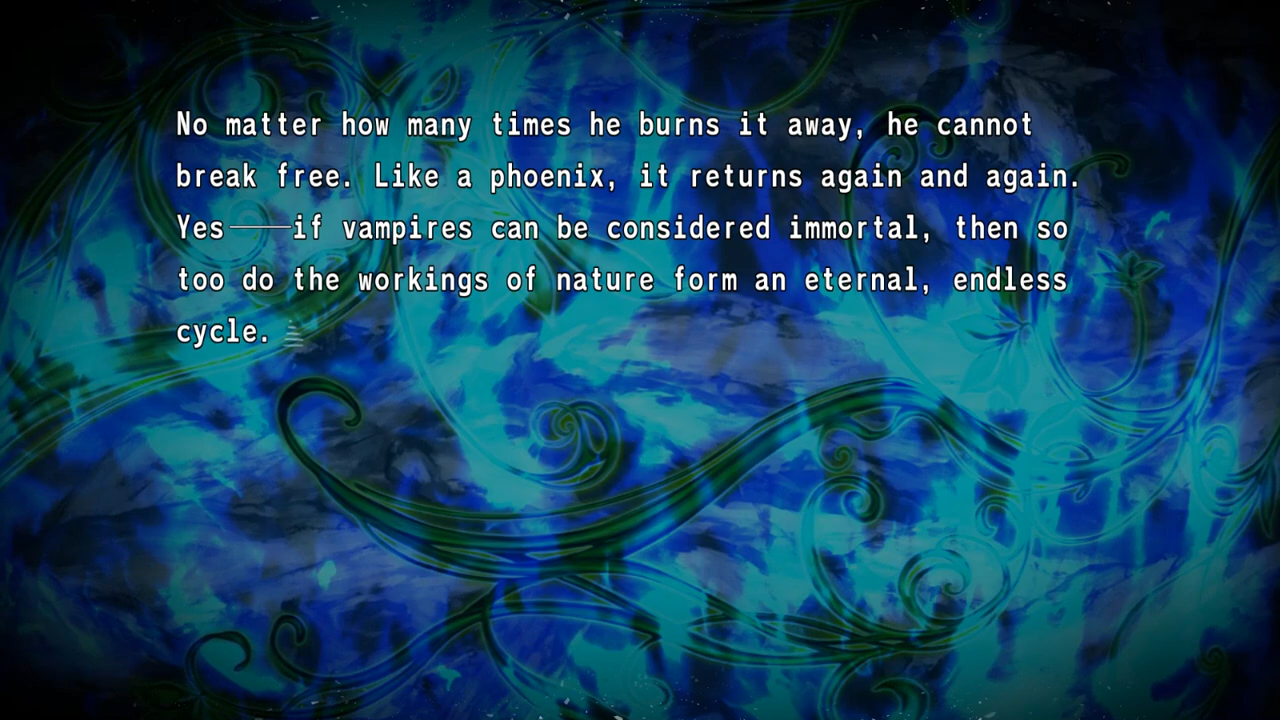 No matter how many times he burns it away, he cannot
break free. Like a phoenix, it returns again and again.
Yes──if vampires can be considered immortal, then so
too do the workings of nature form an eternal, endless
cycle.